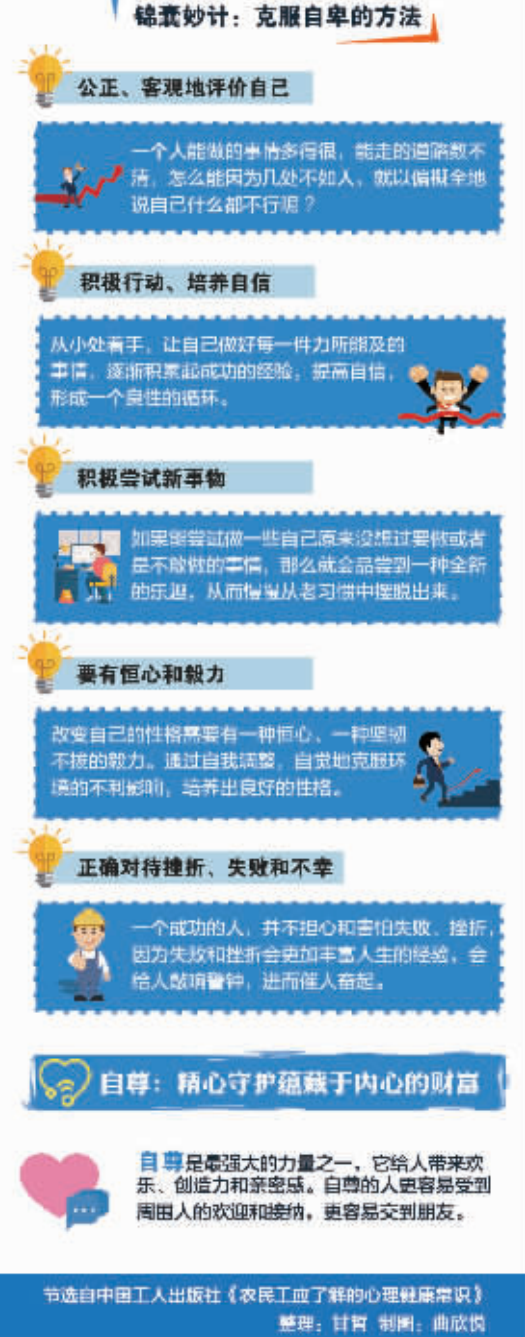 锦囊妙计：克服自卑的方法
公正、客观地评价自己
一个人能做的事情多得很，能走的道路数不
清，怎么能因为几处不如人，就以偏概全地
说自己什么都不行呢？
积极行动、培养自信
从小处着手，让自己做好每一件力所能及的
事情，逐渐积累起成功的经验，提高自信，
形成一个良性的循环。
积极尝试新事物
如果能尝试做一些自己原来没想过要做或者
是不敢做的事情，那么就会品尝到一种全新
的乐趣，从而慢慢从老习惯中摆脱出来。
要有恒心和毅力
改变自己的性格需要有一种恒心、一种坚韧
不拔的毅力。通过自我调整，自觉地克服环
境的不利影响，培养出良好的性格。
正确对待挫折、失败和不幸
一个成功的人，并不担心和害怕失败、挫折，
因为失败和挫折会更加丰富人生的经验，会
给人敲响警钟，进而催人奋起。
自尊：精心守护蕴藏于内心的财富
自尊是最强大的力量之一，它给人带来欢
乐、创造力和亲密感。自尊的人更容易受到
周围人的欢迎和接纳，更容易交到朋友。
节选自中国工人出版社《农民工应了解的心理健康常识》
整理：甘皙 制图：曲欣悦